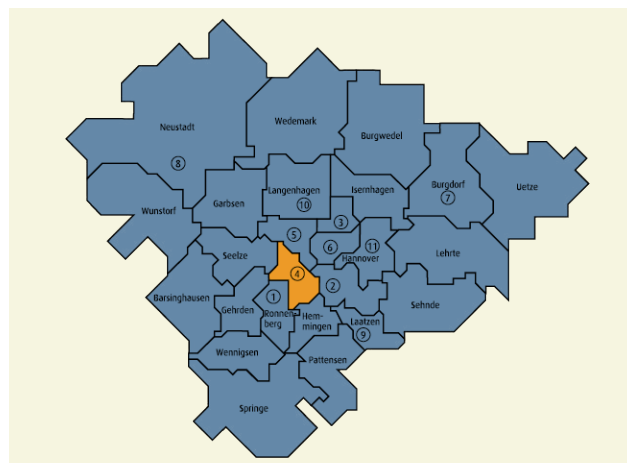 Wedemark
Neustadt
Burgwedel
8
Langenhagen
Isernhagen
Burgdorf
Uetze
7
Garbsen
10
Wunstorf
3
5
6
11
Hannover
Lehrte
Seelze
4
2
1
Barsinghausen
Gehrden
Ronnen-
berg
Hem-
mingen
Laatzen
9
Sehnde
Wennigsen
Pattensen
Springe